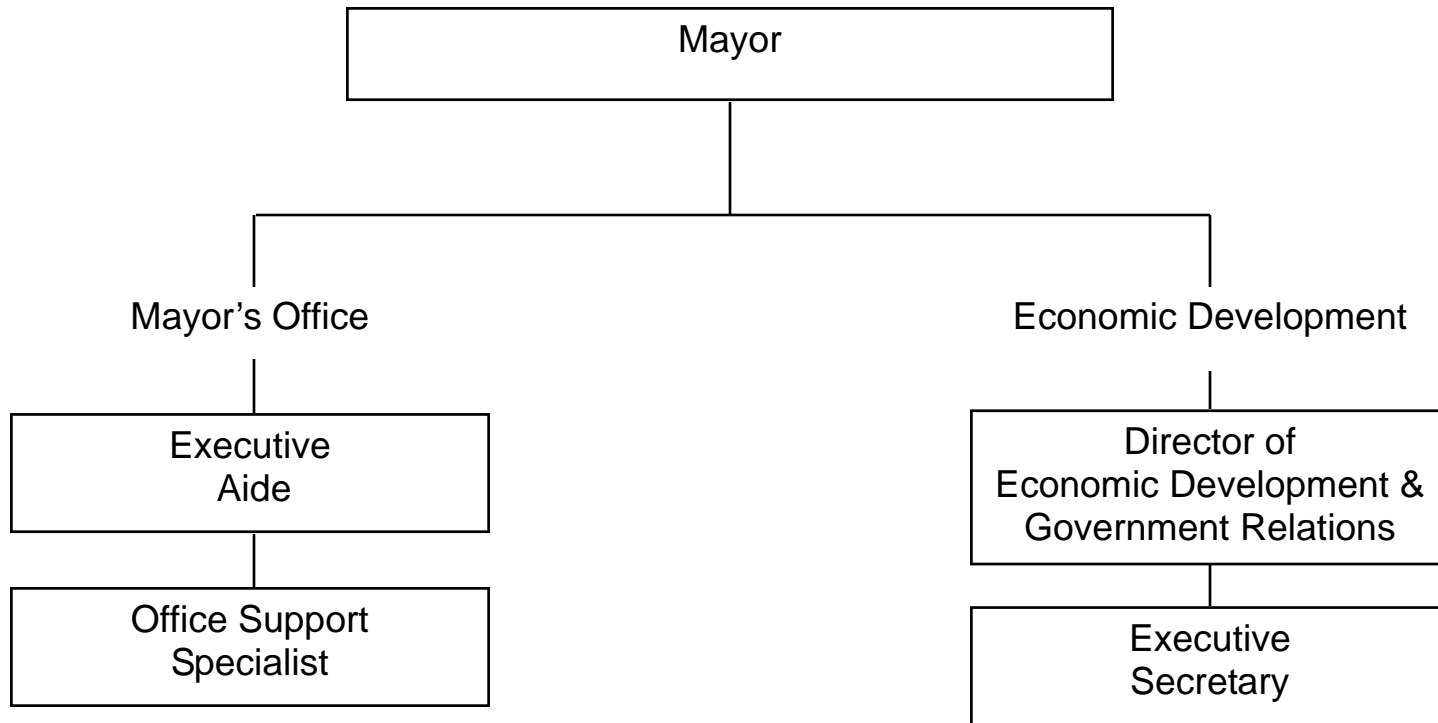 Mayor
Mayor’s Office
Economic Development
Executive
Aide
Director of
Economic Development &
Government Relations
Office Support
Specialist
Executive
Secretary